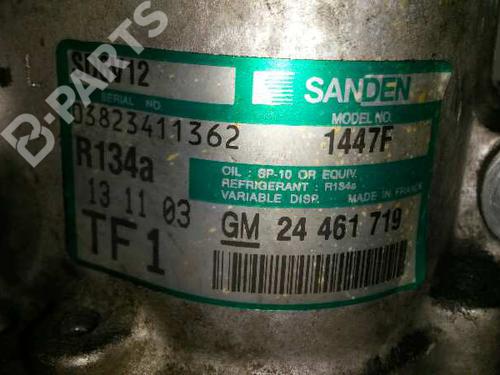 B-PARTS
SD6V12
SANDEN
SERIAL NO.
MODEL NO.
03823411362
1447F
R134a
OIL : SP-10 OR EQUIV.
REFRIGERANT : R134a
VARIABLE DISP. MADE IN FRANCE
13 11 03
TF1
GM 24 461 719